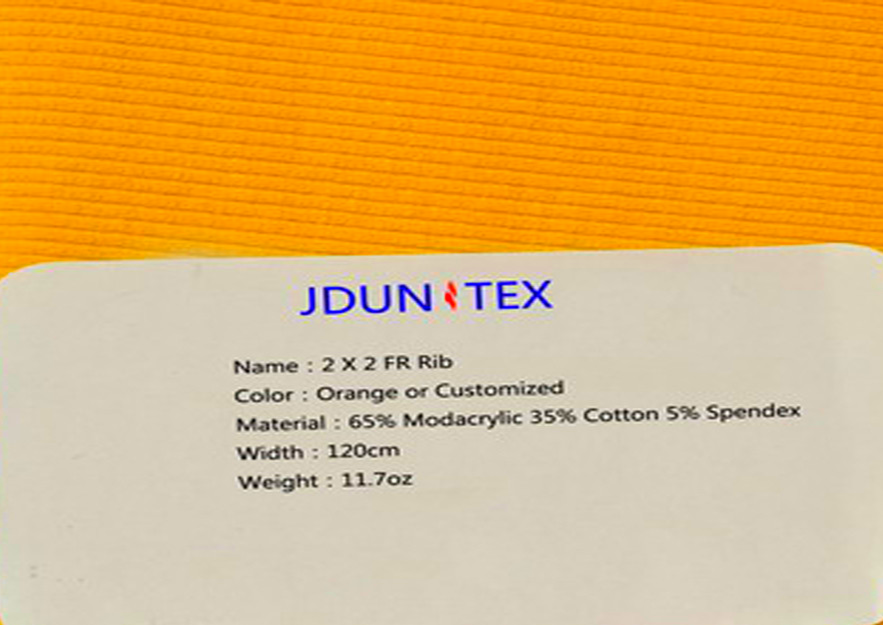 JDUN TEX
Name : 2 X 2 FR Rib
Color : Orange or Customized
Material : 65% Modacrylic 35% Cotton 5% Spendex
Width : 120cm
Weight : 11.7oz